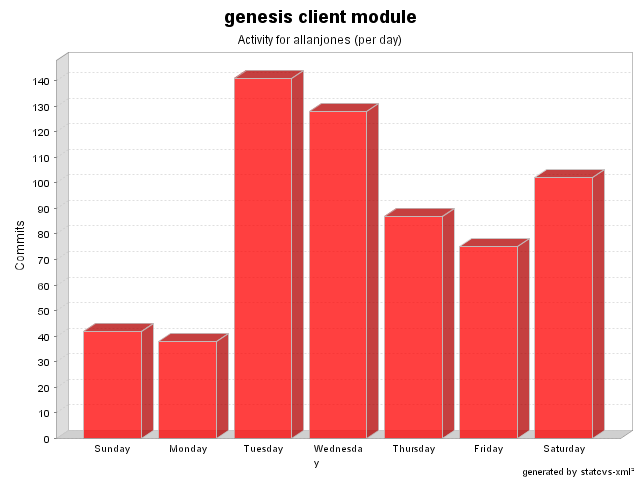 genesis client module
Activity for allanjones (per day)
Commits
140
130
120
110
100
90
80
70
60
50
40
30
20
10
0
Sunday
Monday
Tuesday
Wednesda
y
Thursday
Friday
Saturday
generated by statcvs-xml²